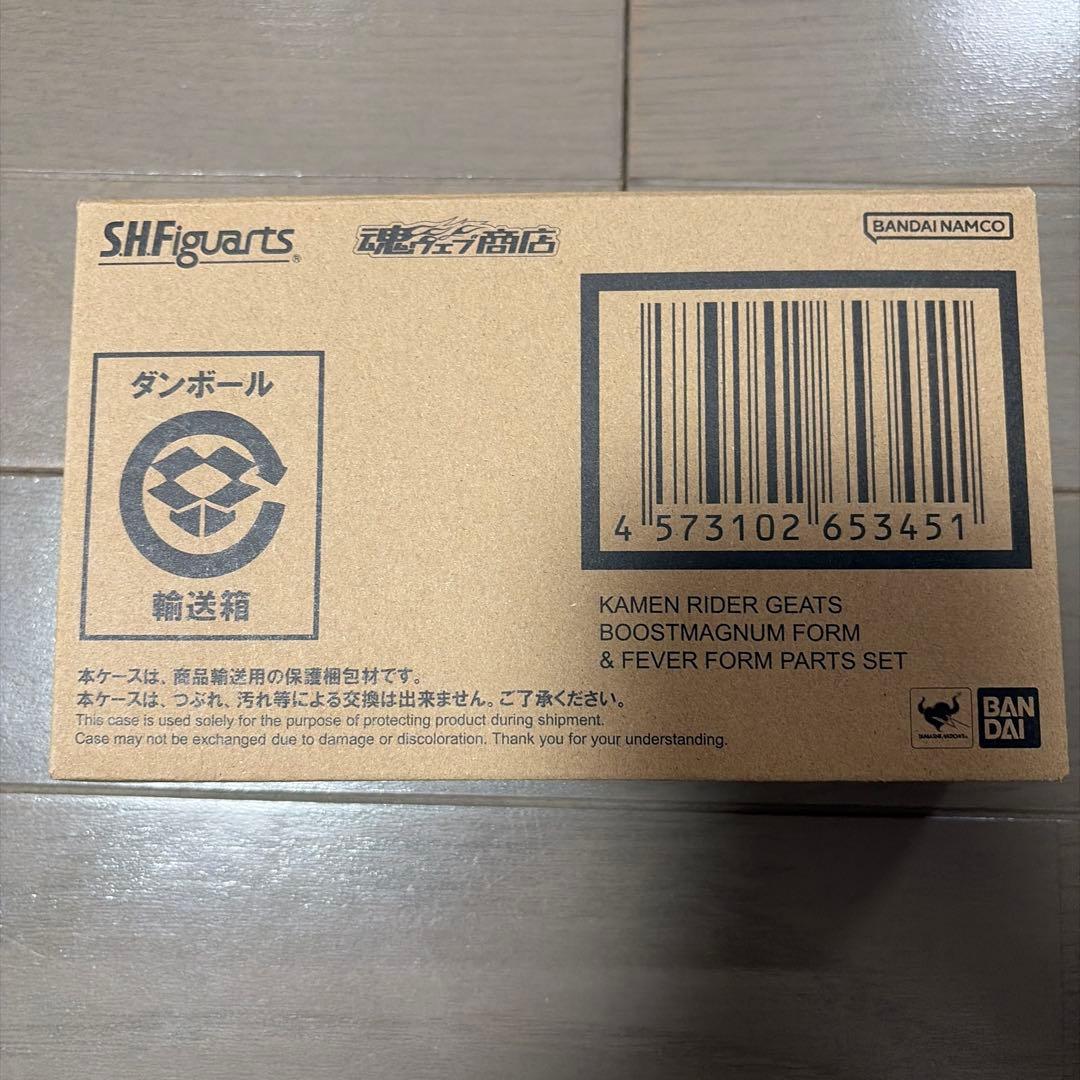 S.H.Figuarts®
魂ウェブ商店
BANDAI NAMCO
ダンボール
輸送箱
4 573102 653451
KAMEN RIDER GEATS
BOOSTMAGNUM FORM
& FEVER FORM PARTS SET
本ケースは、商品輸送用の保護梱包材です。
本ケースは、つぶれ、汚れ等による交換は出来ません。ご了承ください。
This case is used solely for the purpose of protecting product during shipment.
Case may not be exchanged due to damage or discoloration. Thank you for your understanding.
TAMASHII NATIONS
BAN
DAI